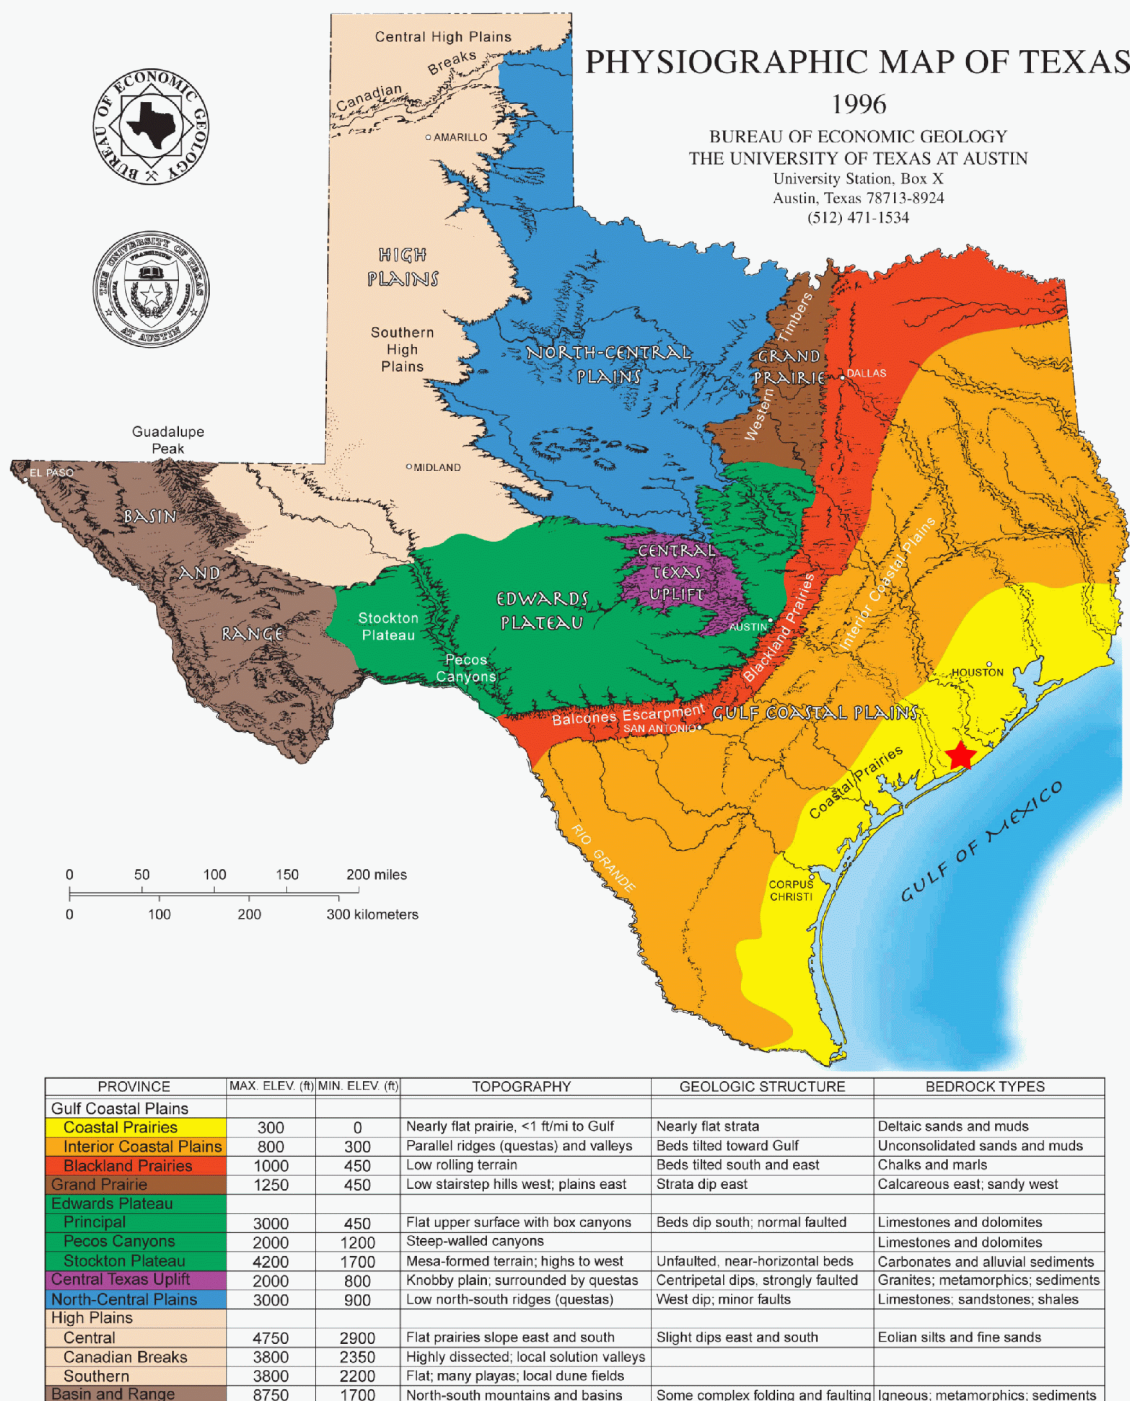 PHYSIOGRAPHIC MAP OF TEXAS
1996
BUREAU OF ECONOMIC GEOLOGY
THE UNIVERSITY OF TEXAS AT AUSTIN
University Station, Box X
Austin, Texas 78713-8924
(512) 471-1534
BUREAU OF ECONOMIC GEOLOGY
THE UNIVERSITY OF TEXAS
AT AUSTIN
Central High Plains
Canadian Breaks
AMARILLO
HIGH
PLAINS
Southern
High
Plains
NORTH-CENTRAL
PLAINS
Western Timbers
GRAND
PRAIRIE
DALLAS
Guadalupe
Peak
EL PASO
MIDLAND
BASIN
AND
RANGE
CENTRAL
TEXAS
UPLIFT
EDWARDS
PLATEAU
Stockton
Plateau
Pecos
Canyons
AUSTIN
Blackland Prairies
Interior Coastal Plains
HOUSTON
Balcones Escarpment
SAN ANTONIO
GULF COASTAL PLAINS
Coastal Prairies
RIO GRANDE
CORPUS
CHRISTI
GULF OF MEXICO
0 50 100 150 200 miles
0 100 200 300 kilometers
PROVINCE MAX. ELEV. (ft) MIN. ELEV. (ft) TOPOGRAPHY GEOLOGIC STRUCTURE BEDROCK TYPES
Gulf Coastal Plains
Coastal Prairies 300 0 Nearly flat prairie, <1 ft/mi to Gulf Nearly flat strata Deltaic sands and muds
Interior Coastal Plains 800 300 Parallel ridges (questas) and valleys Beds tilted toward Gulf Unconsolidated sands and muds
Blackland Prairies 1000 450 Low rolling terrain Beds tilted south and east Chalks and marls
Grand Prairie 1250 450 Low stairstep hills west; plains east Strata dip east Calcareous east; sandy west
Edwards Plateau
Principal 3000 450 Flat upper surface with box canyons Beds dip south; normal faulted Limestones and dolomites
Pecos Canyons 2000 1200 Steep-walled canyons Limestones and dolomites
Stockton Plateau 4200 1700 Mesa-formed terrain; highs to west Unfaulted, near-horizontal beds Carbonates and alluvial sediments
Central Texas Uplift 2000 800 Knobby plain; surrounded by questas Centripetal dips, strongly faulted Granites; metamorphics; sediments
North-Central Plains 3000 900 Low north-south ridges (questas) West dip; minor faults Limestones; sandstones; shales
High Plains
Central 4750 2900 Flat prairies slope east and south Slight dips east and south Eolian silts and fine sands
Canadian Breaks 3800 2350 Highly dissected; local solution valleys
Southern 3800 2200 Flat; many playas; local dune fields
Basin and Range 8750 1700 North-south mountains and basins Some complex folding and faulting Igneous; metamorphics; sediments